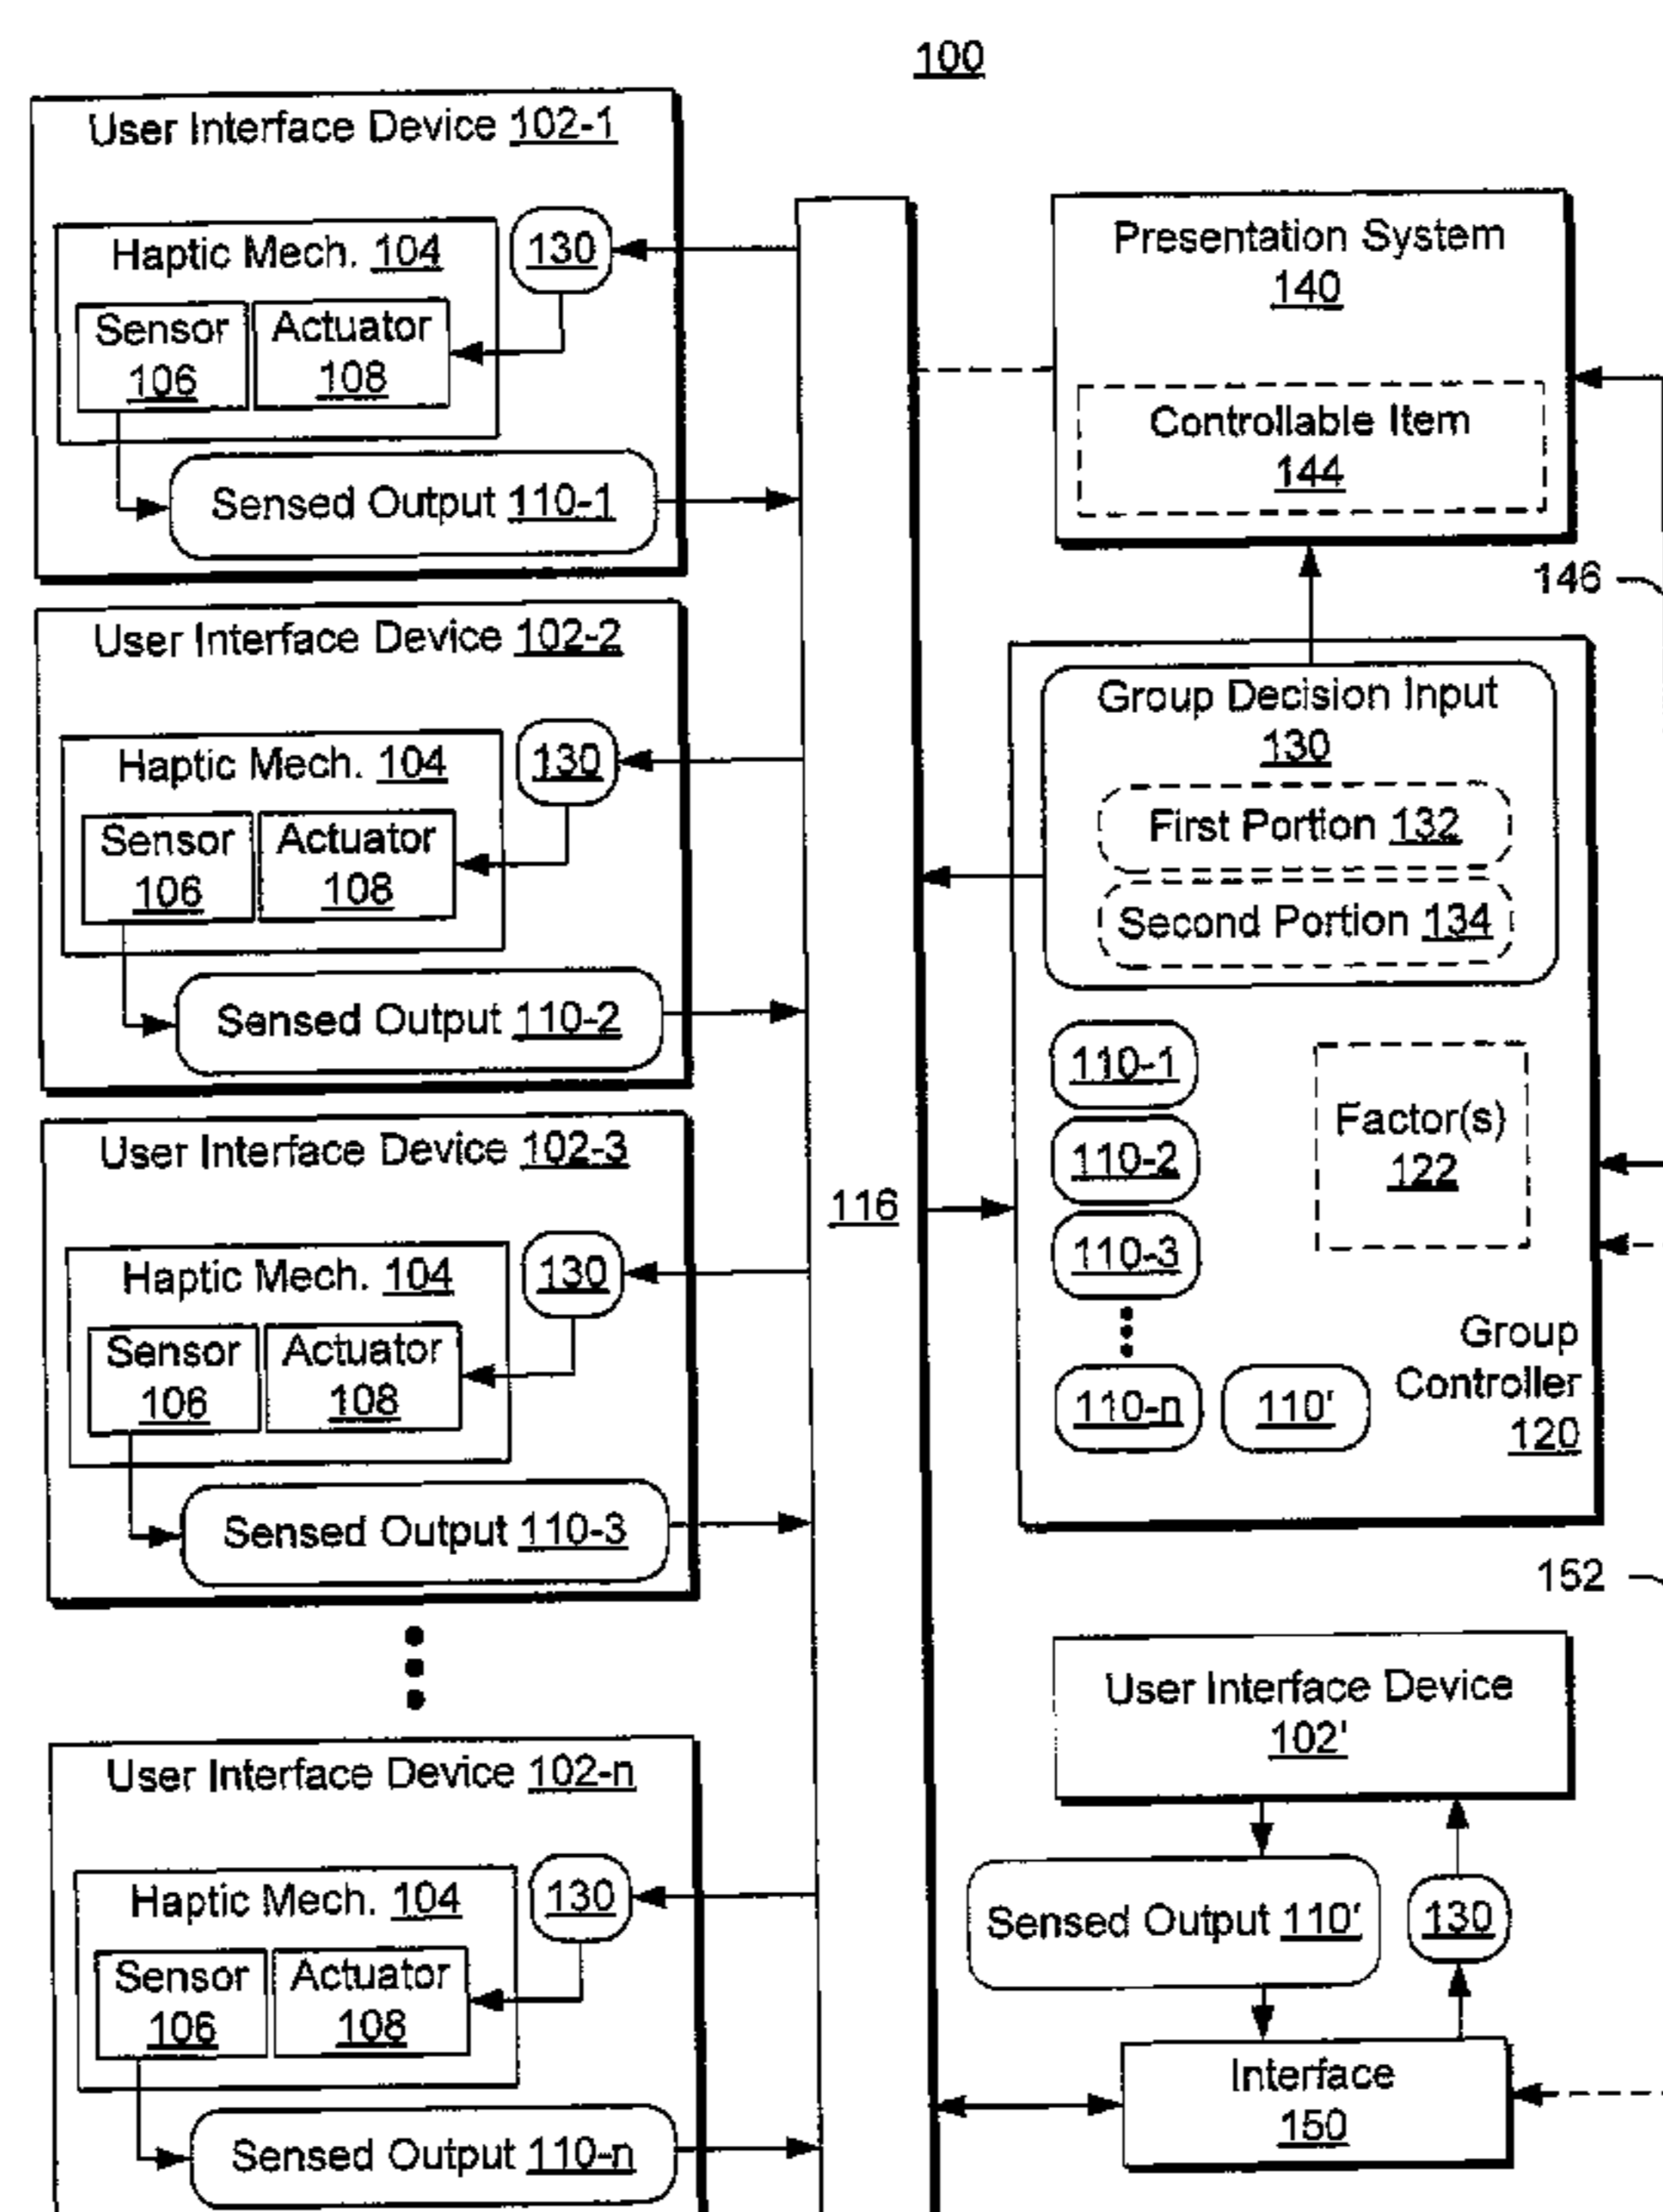 100
User Interface Device 102-1
Haptic Mech. 104
130
Sensor
106
Actuator
108
Sensed Output 110-1
User Interface Device 102-2
Haptic Mech. 104
130
Sensor
106
Actuator
108
Sensed Output 110-2
User Interface Device 102-3
Haptic Mech. 104
130
Sensor
106
Actuator
108
Sensed Output 110-3
User Interface Device 102-n
Haptic Mech. 104
130
Sensor
106
Actuator
108
Sensed Output 110-n
116
Presentation System
140
Controllable Item
144
146
Group Decision Input
130
First Portion 132
Second Portion 134
110-1
110-2
110-3
110-n
110'
Factor(s)
122
Group
Controller
120
152
User Interface Device
102'
Sensed Output 110'
130
Interface
150